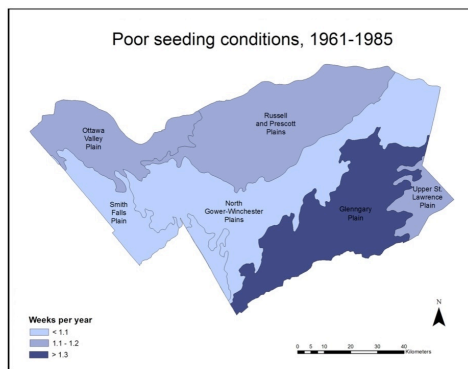 Poor seeding conditions, 1961-1985
Ottawa
Valley
Plain
Russell
and Prescott
Plains
Smith
Falls
Plain
North
Gower-Winchester
Plains
Glenngary
Plain
Upper St.
Lawrence
Plain
Weeks per year
< 1.1
1.1 - 1.2
> 1.3
N
0 5 10 20 30 40
Kilometers